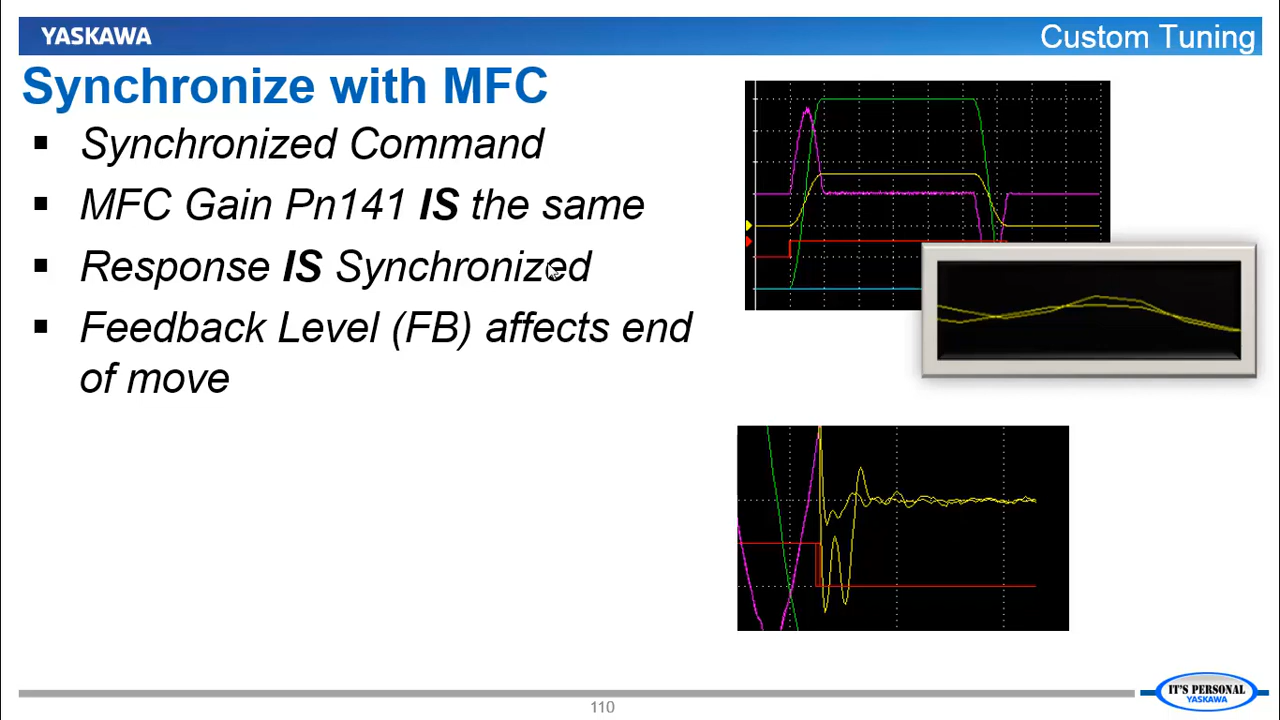 YASKAWA
Custom Tuning
Synchronize with MFC
▪ Synchronized Command
▪ MFC Gain Pn141 IS the same
▪ Response IS Synchronized
▪ Feedback Level (FB) affects end
of move
110
IT'S PERSONAL
YASKAWA